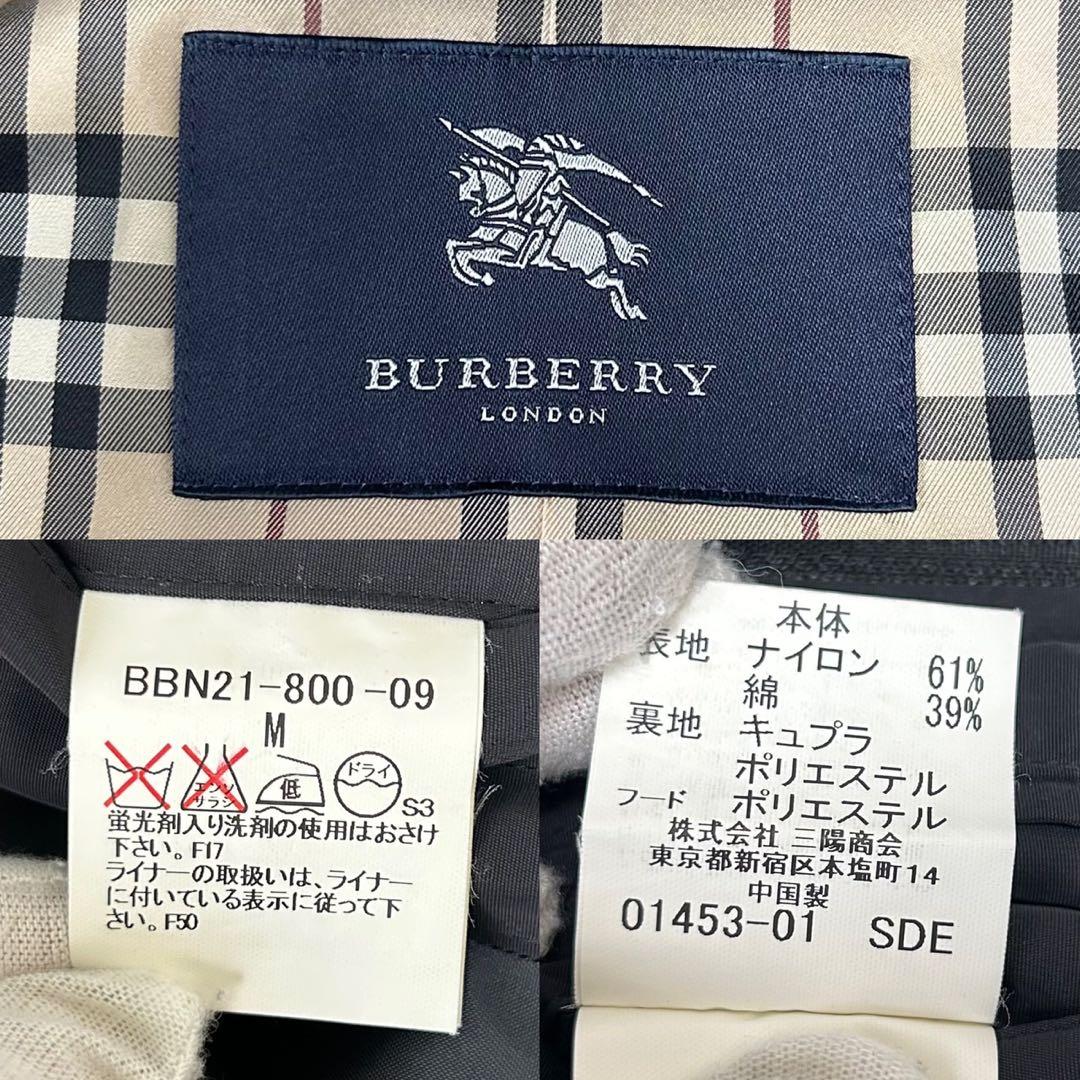 BURBERRY
LONDON
BBN21-800-09
M
エンソ
サラシ
低
ドライ
S3
蛍光剤入り洗剤の使用はおさけ
下さい。F17
ライナーの取扱いは、ライナー
に付いている表示に従って下
さい。F50
本体
表地 ナイロン 61%
綿 39%
裏地 キュプラ
ポリエステル
フード ポリエステル
株式会社 三陽商会
東京都新宿区本塩町14
中国製
01453-01 SDE